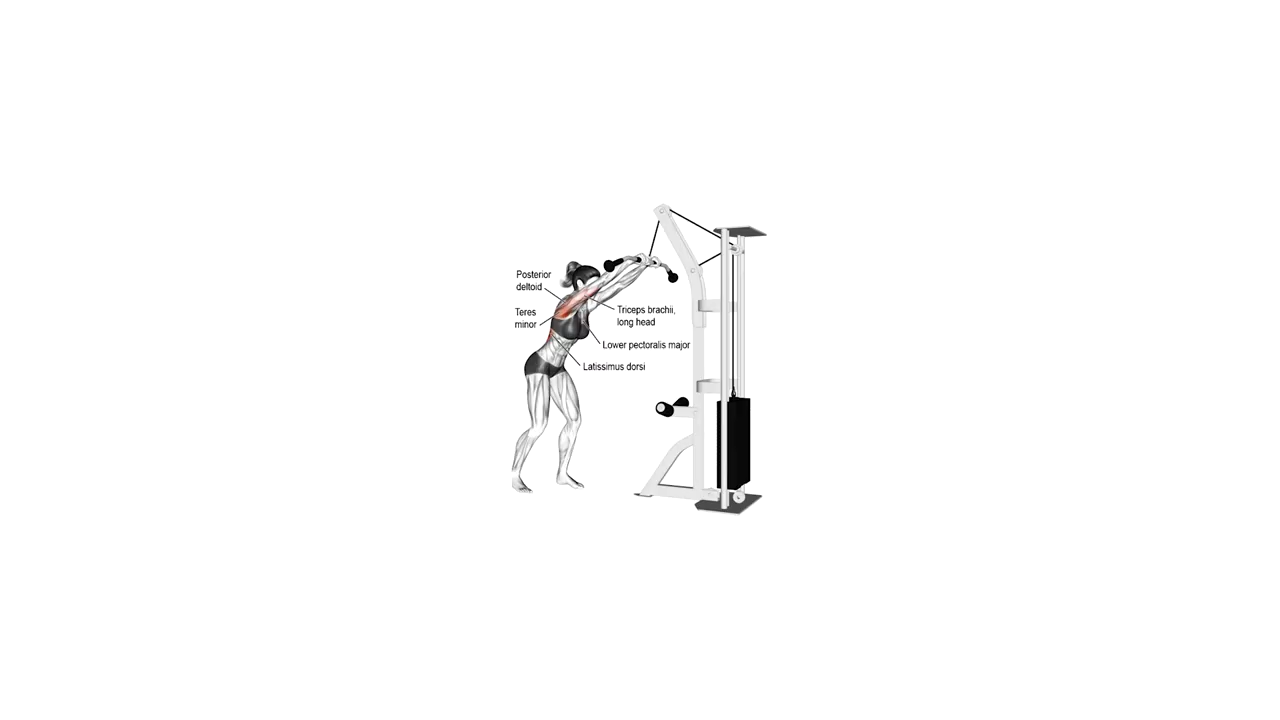 Posterior
deltoid
Teres
minor
Triceps brachii,
long head
Lower pectoralis major
Latissimus dorsi